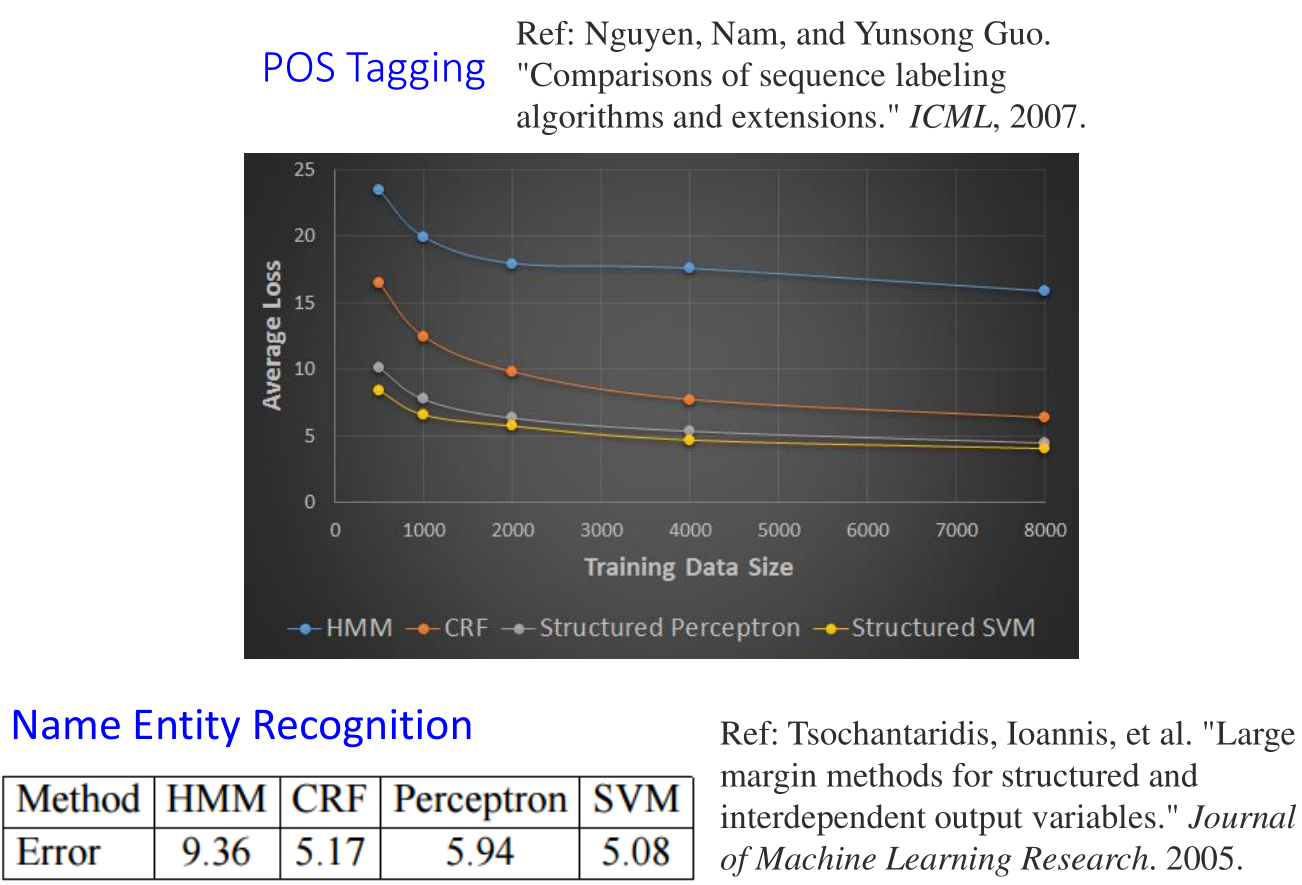 POS Tagging
Ref: Nguyen, Nam, and Yunsong Guo.
"Comparisons of sequence labeling
algorithms and extensions." ICML, 2007.
25
20
15
10
5
0
Average Loss
0 1000 2000 3000 4000 5000 6000 7000 8000
Training Data Size
HMM CRF Structured Perceptron Structured SVM
Name Entity Recognition
Method HMM CRF Perceptron SVM
Error 9.36 5.17 5.94 5.08
Ref: Tsochantaridis, Ioannis, et al. "Large
margin methods for structured and
interdependent output variables." Journal
of Machine Learning Research. 2005.